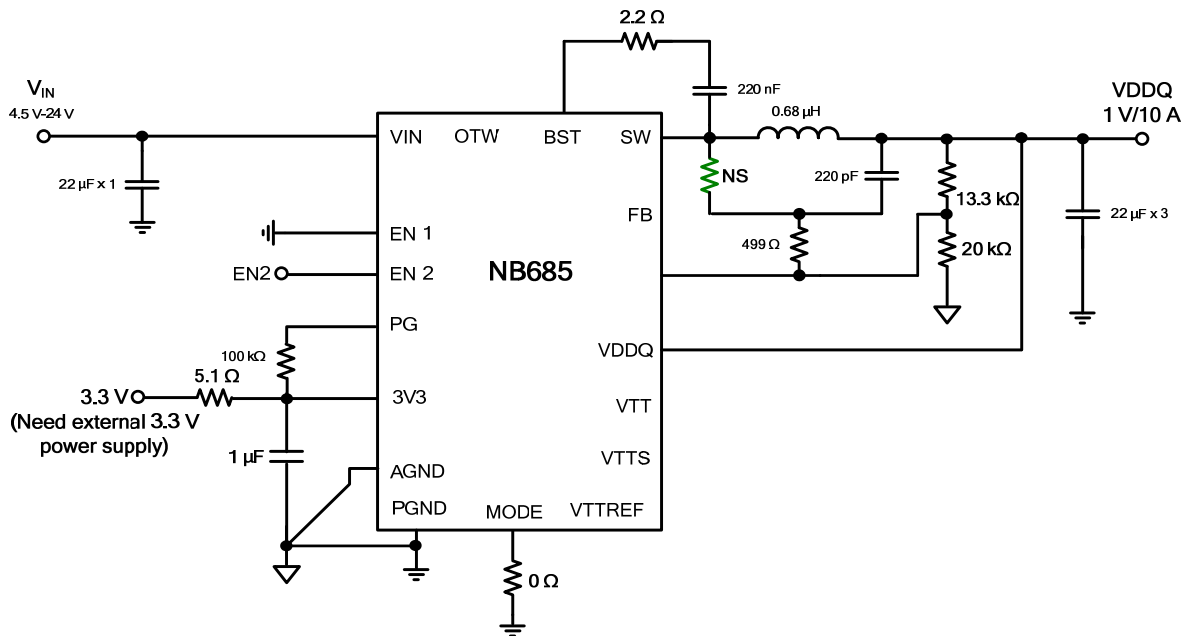 2.2 Ω
VIN
4.5 V-24 V
220 nF
0.68 µH
VDDQ
1 V/10 A
VIN
OTW
BST
SW
22 µF x 1
NS
220 pF
13.3 kΩ
22 µF x 3
FB
499 Ω
20 kΩ
EN 1
EN2
EN 2
NB685
PG
100 kΩ
VDDQ
5.1 Ω
3.3 V
3V3
(Need external 3.3 V
power supply)
VTT
1 µF
VTTS
AGND
PGND
MODE
VTTREF
0 Ω